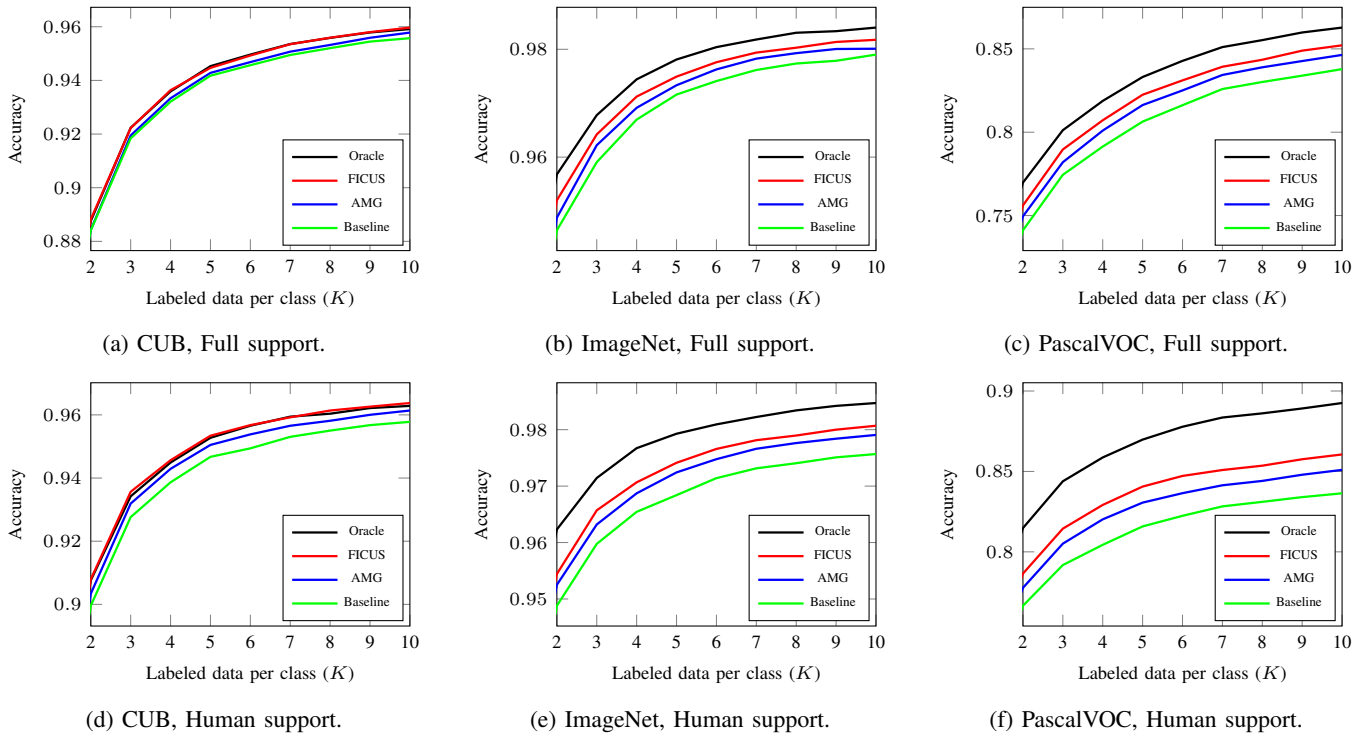 0.96
0.94
0.92
0.9
0.88
Accuracy
Oracle
FICUS
AMG
Baseline
2 3 4 5 6 7 8 9 10
Labeled data per class (K)
(a) CUB, Full support.
0.98
0.96
Accuracy
Oracle
FICUS
AMG
Baseline
2 3 4 5 6 7 8 9 10
Labeled data per class (K)
(b) ImageNet, Full support.
0.85
0.8
0.75
Accuracy
Oracle
FICUS
AMG
Baseline
2 3 4 5 6 7 8 9 10
Labeled data per class (K)
(c) PascalVOC, Full support.
0.96
0.94
0.92
0.9
Accuracy
Oracle
FICUS
AMG
Baseline
2 3 4 5 6 7 8 9 10
Labeled data per class (K)
(d) CUB, Human support.
0.98
0.97
0.96
0.95
Accuracy
Oracle
FICUS
AMG
Baseline
2 3 4 5 6 7 8 9 10
Labeled data per class (K)
(e) ImageNet, Human support.
0.9
0.85
0.8
Accuracy
Oracle
FICUS
AMG
Baseline
2 3 4 5 6 7 8 9 10
Labeled data per class (K)
(f) PascalVOC, Human support.